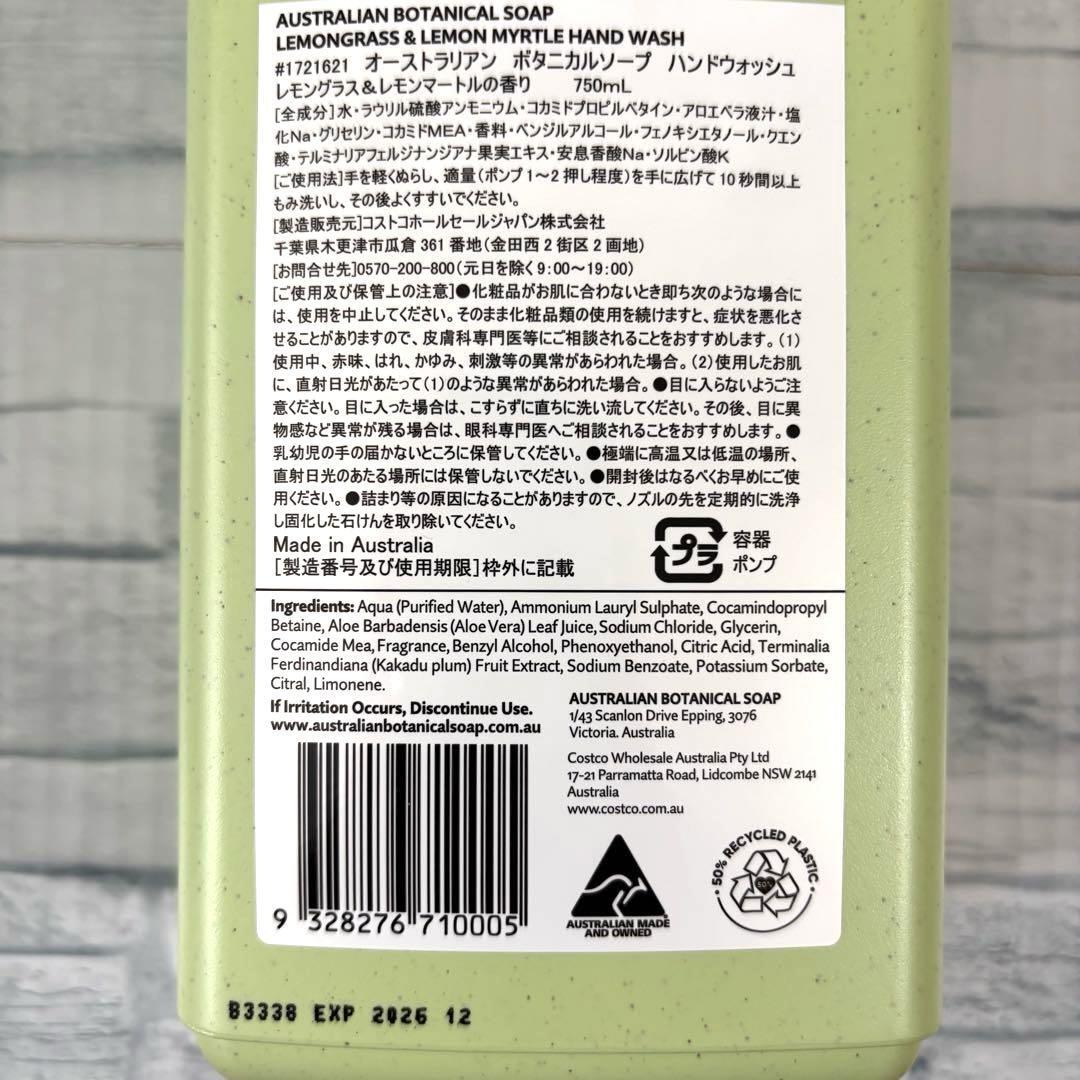 AUSTRALIAN BOTANICAL SOAP
LEMONGRASS & LEMON MYRTLE HAND WASH
#1721621 オーストラリアン ボタニカルソープ ハンドウォッシュ
レモングラス&レモンマートルの香り 750mL
[全成分]水・ラウリル硫酸アンモニウム・コカミドプロピルベタイン・アロエベラ液汁・塩
化Na・グリセリン・コカミドMEA・香料・ベンジルアルコール・フェノキシエタノール・クエン
酸・テルミナリアフェルジナンジアナ果実エキス・安息香酸Na・ソルビン酸K
[ご使用法]手を軽くぬらし、適量(ポンプ1~2押し程度)を手に広げて10秒間以上
もみ洗いし、その後よくすすいでください。
[製造販売元]コストコホールセールジャパン株式会社
千葉県木更津市瓜倉361番地(金田西2街区2画地)
[お問合せ先]0570-200-800(元日を除く9:00~19:00)
[ご使用及び保管上の注意]●化粧品がお肌に合わないとき即ち次のような場合に
は、使用を中止してください。そのまま化粧品類の使用を続けますと、症状を悪化さ
せることがありますので、皮膚科専門医等にご相談されることをおすすめします。(1)
使用中、赤味、はれ、かゆみ、刺激等の異常があらわれた場合。(2)使用したお肌
に、直射日光があたって(1)のような異常があらわれた場合。●目に入らないようご注
意ください。目に入った場合は、こすらずに直ちに洗い流してください。その後、目に異
物感など異常が残る場合は、眼科専門医へご相談されることをおすすめします。●
乳幼児の手の届かないところに保管してください。●極端に高温又は低温の場所、
直射日光のあたる場所には保管しないでください。●開封後はなるべくお早めにご使
用ください。●詰まり等の原因になることがありますので、ノズルの先を定期的に洗浄
し固化した石けんを取り除いてください。
Made in Australia
[製造番号及び使用期限]枠外に記載
プラ
容器
ポンプ
Ingredients: Aqua (Purified Water), Ammonium Lauryl Sulphate, Cocamindopropyl
Betaine, Aloe Barbadensis (Aloe Vera) Leaf Juice, Sodium Chloride, Glycerin,
Cocamide Mea, Fragrance, Benzyl Alcohol, Phenoxyethanol, Citric Acid, Terminalia
Ferdinandiana (Kakadu plum) Fruit Extract, Sodium Benzoate, Potassium Sorbate,
Citral, Limonene.
If Irritation Occurs, Discontinue Use.
www.australianbotanicalsoap.com.au
AUSTRALIAN BOTANICAL SOAP
1/43 Scanlon Drive Epping, 3076
Victoria. Australia
Costco Wholesale Australia Pty Ltd
17-21 Parramatta Road, Lidcombe NSW 2141
Australia
www.costco.com.au
9 328276 710005
AUSTRALIAN MADE
AND OWNED
• 50% RECYCLED PLASTIC •
50%
B3338 EXP 2026 12